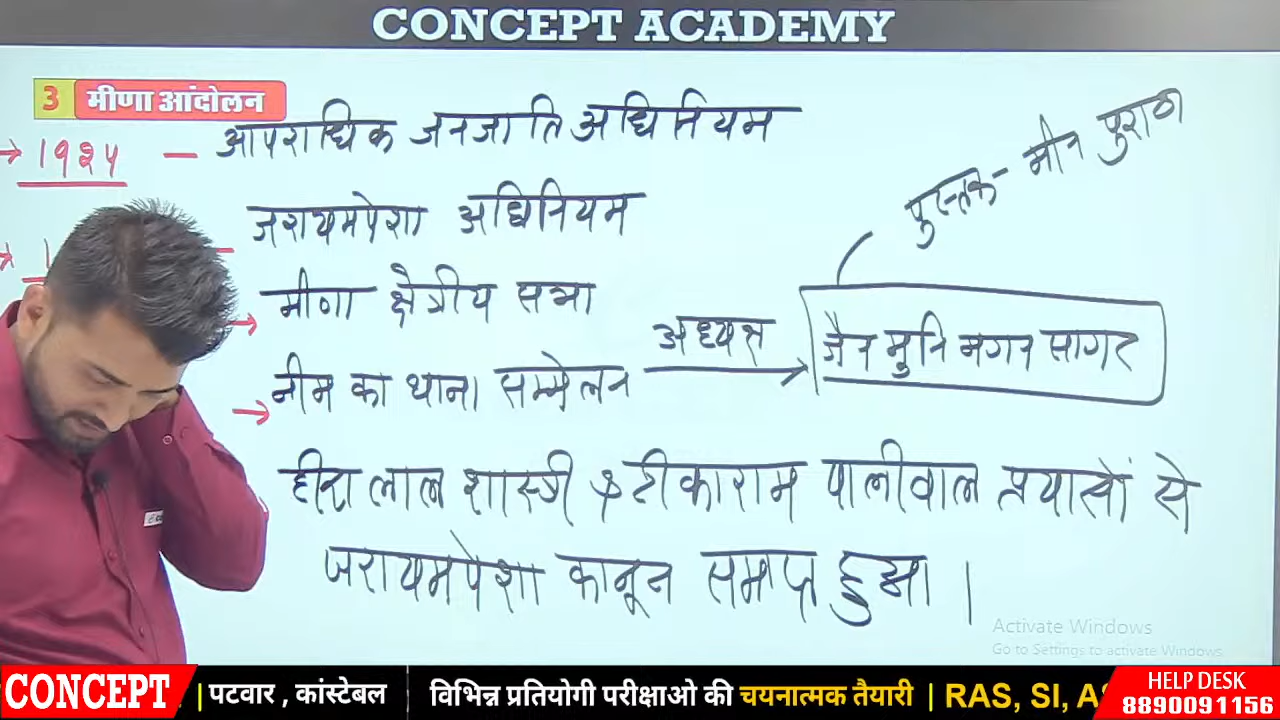 CONCEPT ACADEMY
3 मीणा आंदोलन
→ १९२५ — आपराधिक जनजाति अधिनियम
जरायमपेशा अधिनियम
→ मीणा क्षेत्रीय सभा
→ नीम का थाना सम्मेलन अध्यक्ष → जैन मुनि मगन सागर
पुस्तक - मीन पुराण
हीरा लाल शास्त्री & टीकाराम पालीवाल प्रयासों से
जरायमपेशा कानून समाप्त हुआ ।
Activate Windows
Go to Settings to activate Windows.
CONCEPT | पटवार , कांस्टेबल | विभिन्न प्रतियोगी परीक्षाओ की चयनात्मक तैयारी | RAS, SI,
HELP DESK
8890091156